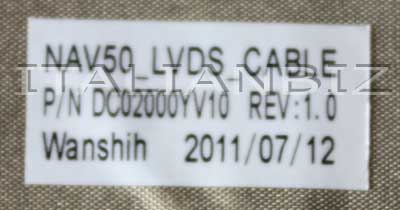 NAV50_LVDS_CABLE
ITALIANBIZ
P/N DC02000YV10 REV:1.0
Wanshih 2011/07/12